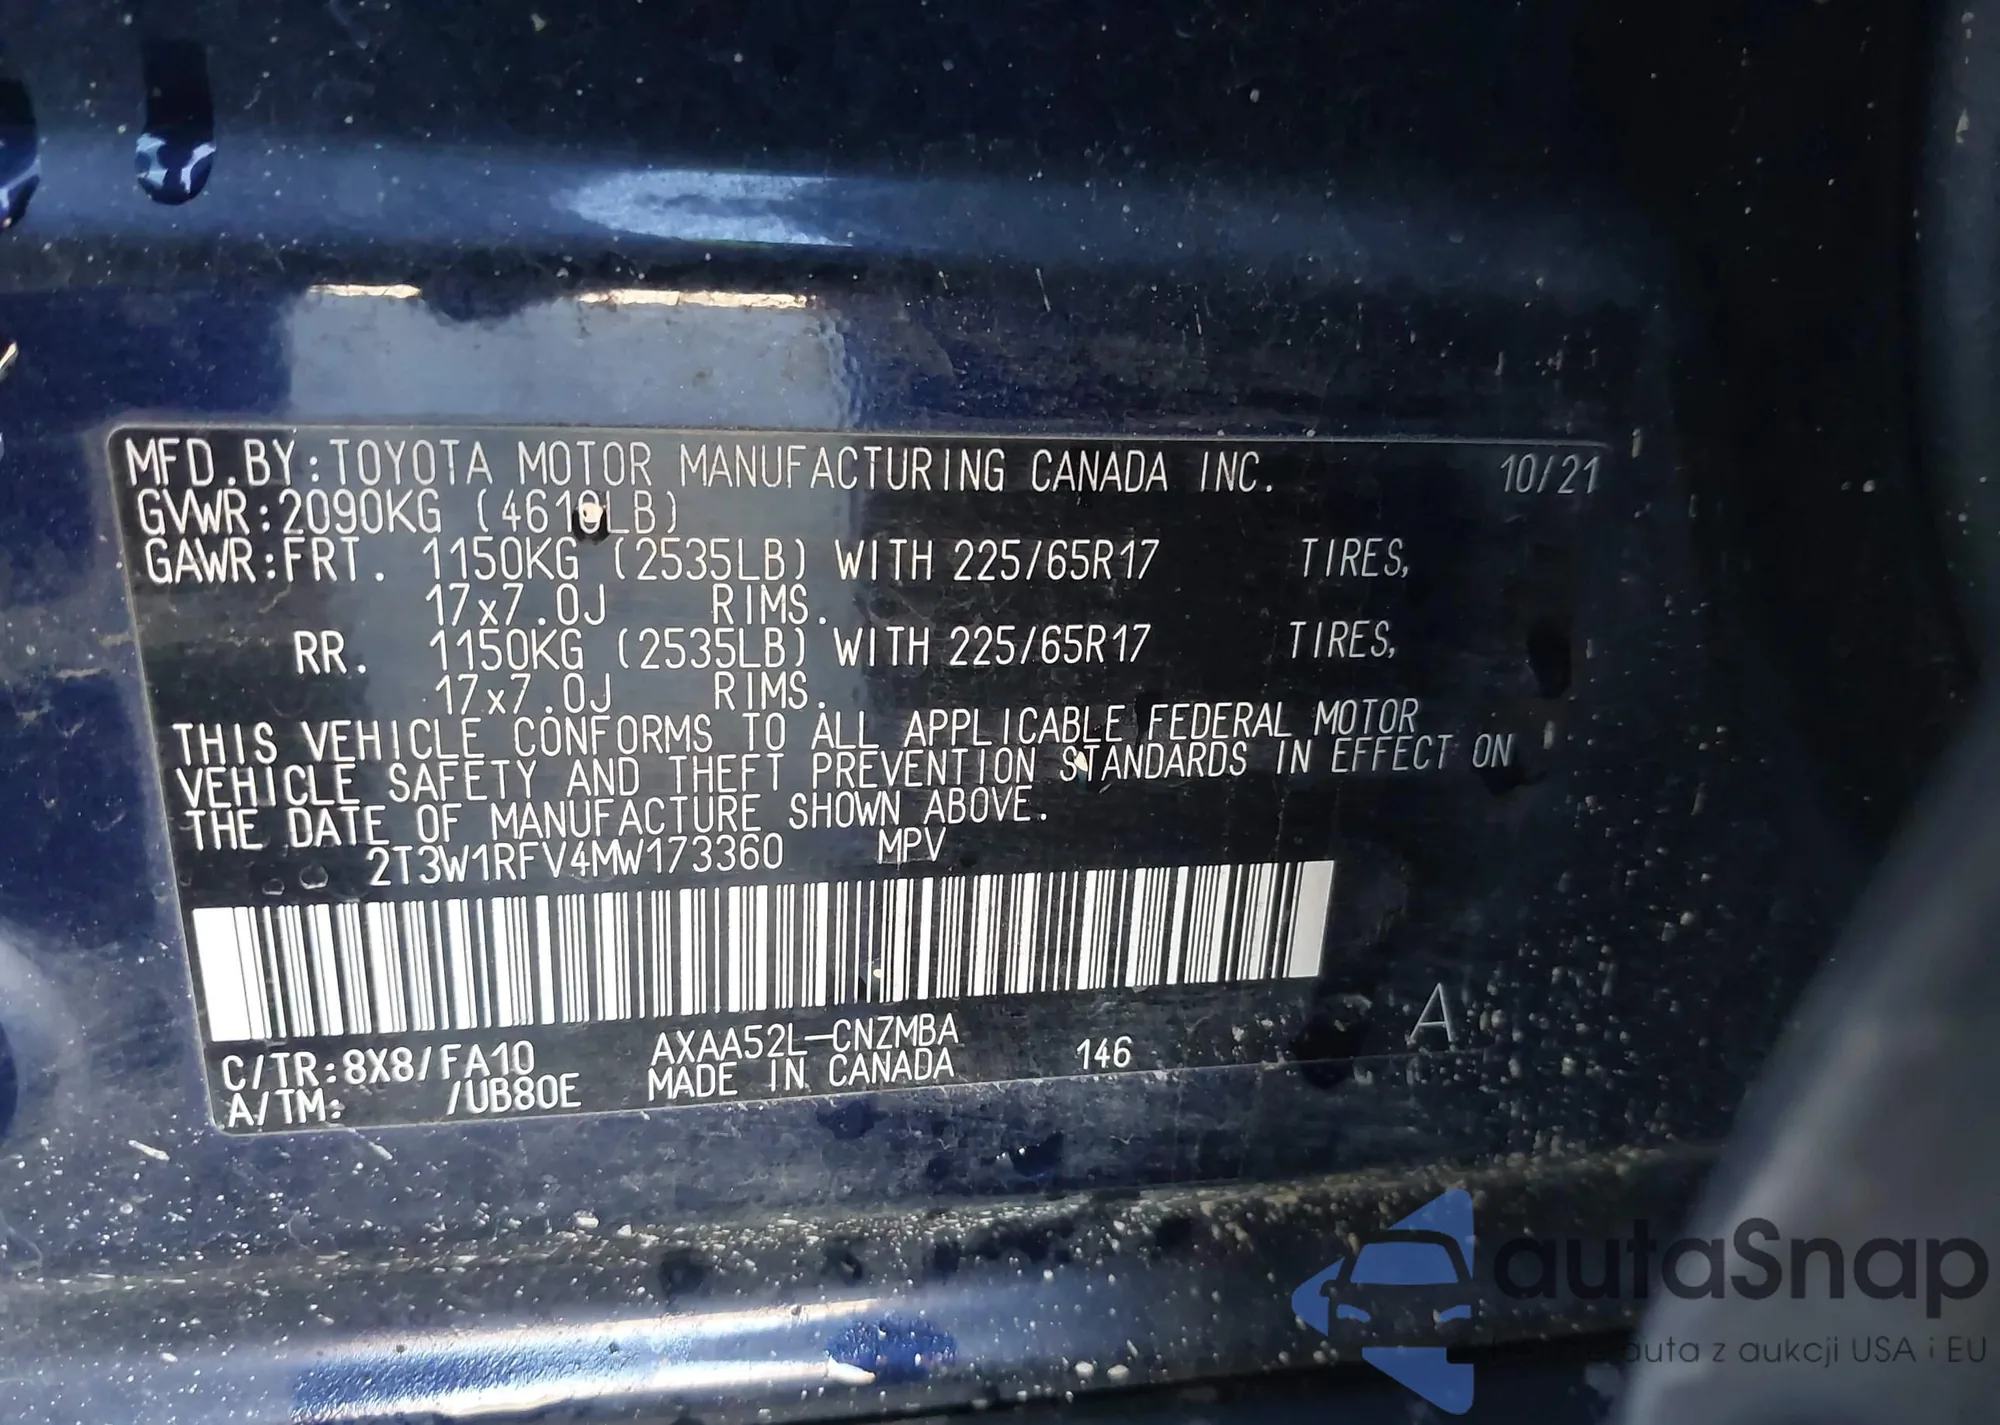 MFD.BY:TOYOTA MOTOR MANUFACTURING CANADA INC. 10/21
GVWR:2090KG (4610LB)
GAWR:FRT. 1150KG (2535LB) WITH 225/65R17 TIRES,
17x7.0J RIMS.
RR. 1150KG (2535LB) WITH 225/65R17 TIRES,
17x7.0J RIMS.
THIS VEHICLE CONFORMS TO ALL APPLICABLE FEDERAL MOTOR
VEHICLE SAFETY AND THEFT PREVENTION STANDARDS IN EFFECT ON
THE DATE OF MANUFACTURE SHOWN ABOVE.
2T3W1RFV4MW173360 MPV
C/TR:8X8/FA10 AXAA52L-CNZMBA 146 A
A/TM: /UB80E MADE IN CANADA
autaSnap
auta z aukcji USA i EU